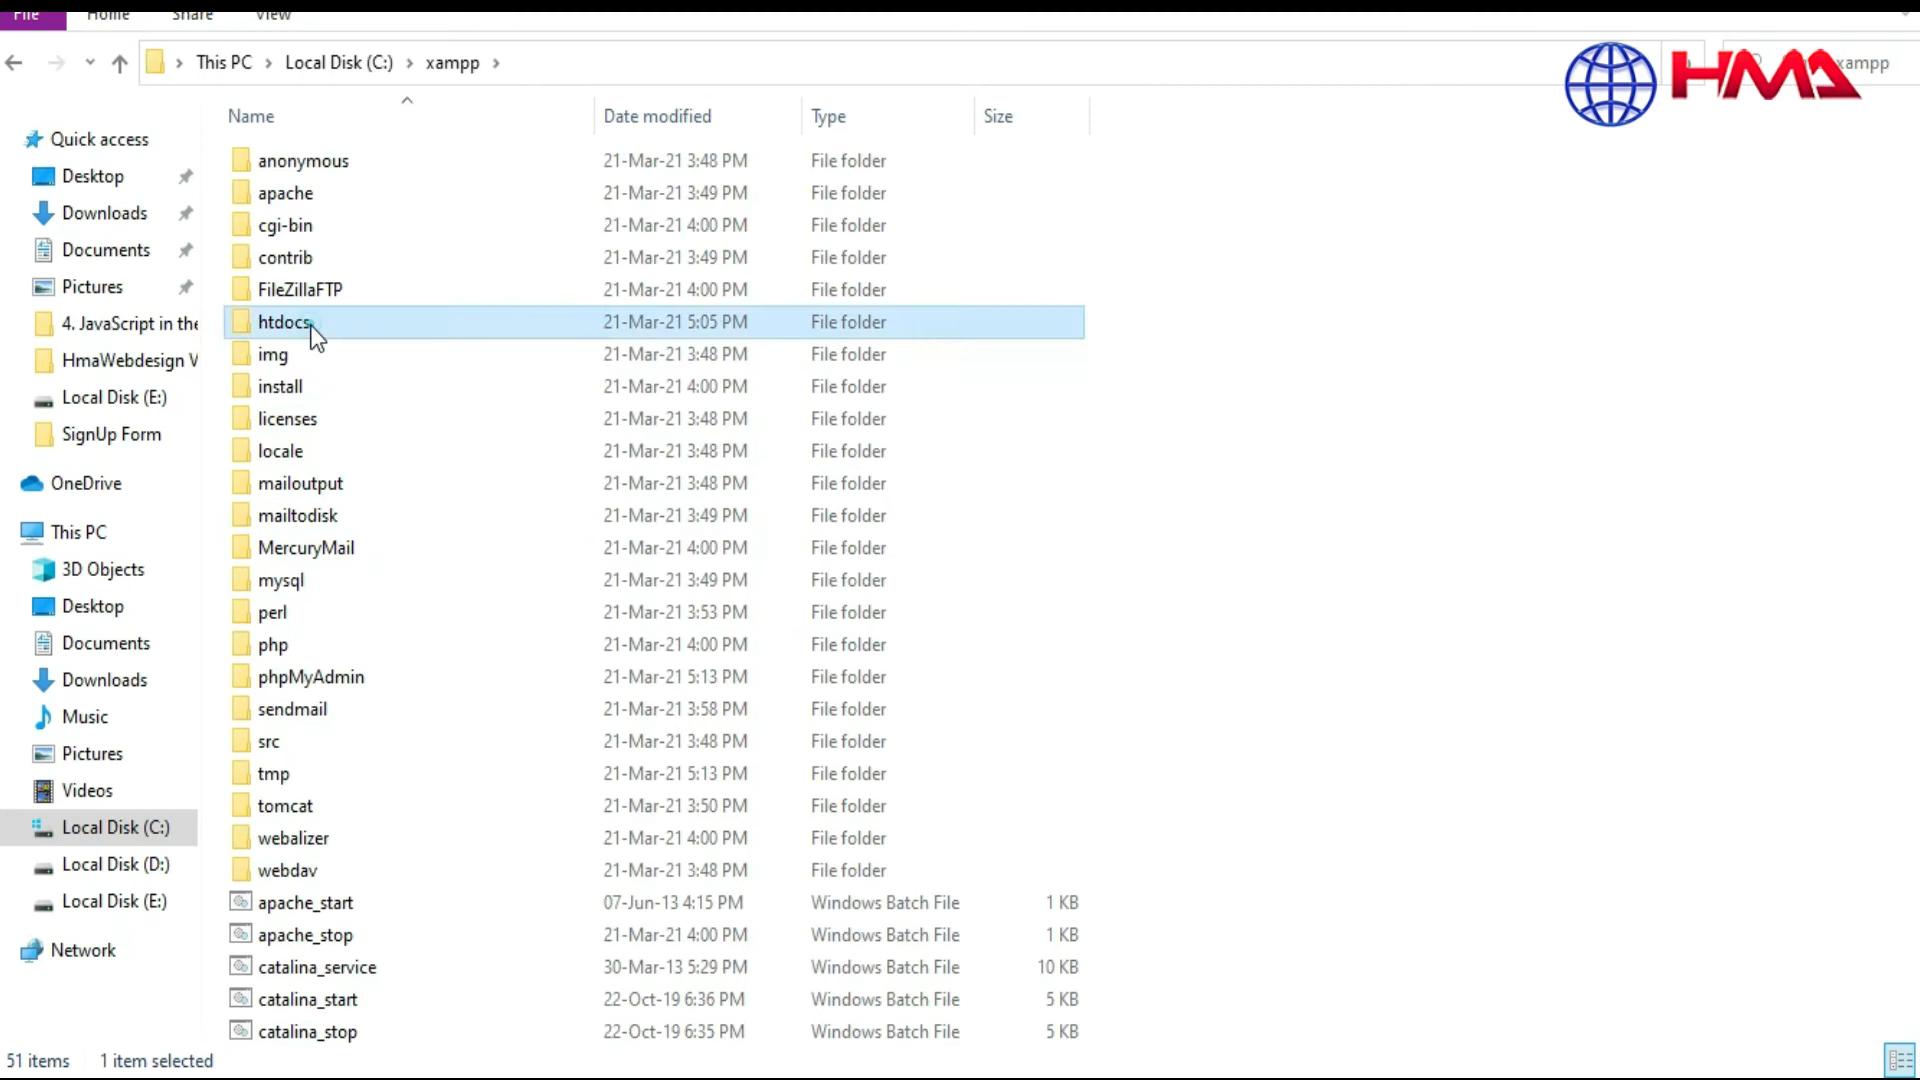 File Home Share View
This PC > Local Disk (C:) > xampp >
xampp
HMA
Name Date modified Type Size
Quick access
Desktop
Downloads
Documents
Pictures
4. JavaScript in the
HmaWebdesign V
Local Disk (E:)
SignUp Form
OneDrive
This PC
3D Objects
Desktop
Documents
Downloads
Music
Pictures
Videos
Local Disk (C:)
Local Disk (D:)
Local Disk (E:)
Network
anonymous 21-Mar-21 3:48 PM File folder
apache 21-Mar-21 3:49 PM File folder
cgi-bin 21-Mar-21 4:00 PM File folder
contrib 21-Mar-21 3:49 PM File folder
FileZillaFTP 21-Mar-21 4:00 PM File folder
htdocs 21-Mar-21 5:05 PM File folder
img 21-Mar-21 3:48 PM File folder
install 21-Mar-21 4:00 PM File folder
licenses 21-Mar-21 3:48 PM File folder
locale 21-Mar-21 3:48 PM File folder
mailoutput 21-Mar-21 3:48 PM File folder
mailtodisk 21-Mar-21 3:49 PM File folder
MercuryMail 21-Mar-21 4:00 PM File folder
mysql 21-Mar-21 3:49 PM File folder
perl 21-Mar-21 3:53 PM File folder
php 21-Mar-21 4:00 PM File folder
phpMyAdmin 21-Mar-21 5:13 PM File folder
sendmail 21-Mar-21 3:58 PM File folder
src 21-Mar-21 3:48 PM File folder
tmp 21-Mar-21 5:13 PM File folder
tomcat 21-Mar-21 3:50 PM File folder
webalizer 21-Mar-21 4:00 PM File folder
webdav 21-Mar-21 3:48 PM File folder
apache_start 07-Jun-13 4:15 PM Windows Batch File 1 KB
apache_stop 21-Mar-21 4:00 PM Windows Batch File 1 KB
catalina_service 30-Mar-13 5:29 PM Windows Batch File 10 KB
catalina_start 22-Oct-19 6:36 PM Windows Batch File 5 KB
catalina_stop 22-Oct-19 6:35 PM Windows Batch File 5 KB
51 items 1 item selected